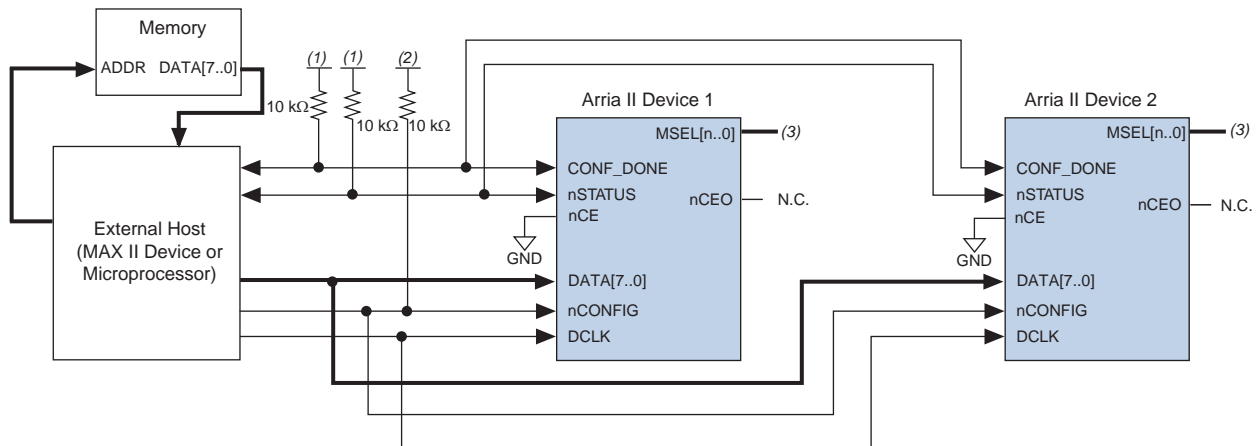 Memory
ADDR DATA[7..0]
(1) (1) (2)
10 kΩ
10 kΩ 10 kΩ
External Host
(MAX II Device or
Microprocessor)
Arria II Device 1
MSEL[n..0] (3)
CONF_DONE
nSTATUS
nCEO N.C.
nCE
GND
DATA[7..0]
nCONFIG
DCLK
Arria II Device 2
MSEL[n..0] (3)
CONF_DONE
nSTATUS
nCEO N.C.
nCE
GND
DATA[7..0]
nCONFIG
DCLK